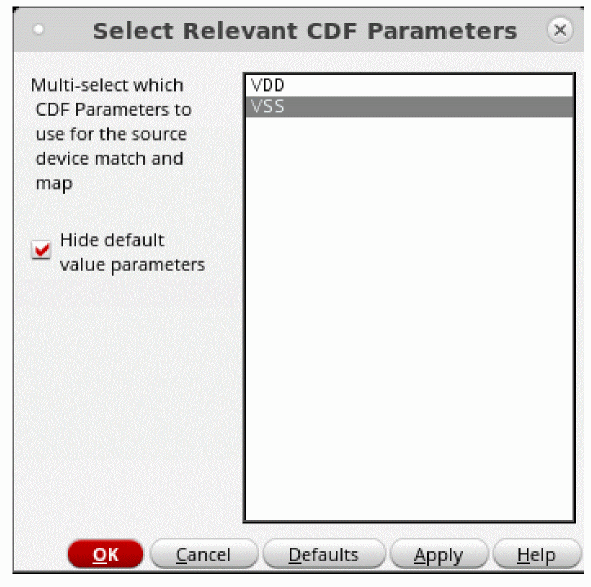 Select Relevant CDF Parameters
Multi-select which
CDF Parameters to
use for the source
device match and
map
Hide default
value parameters
VDD
VSS
OK
Cancel
Defaults
Apply
Help